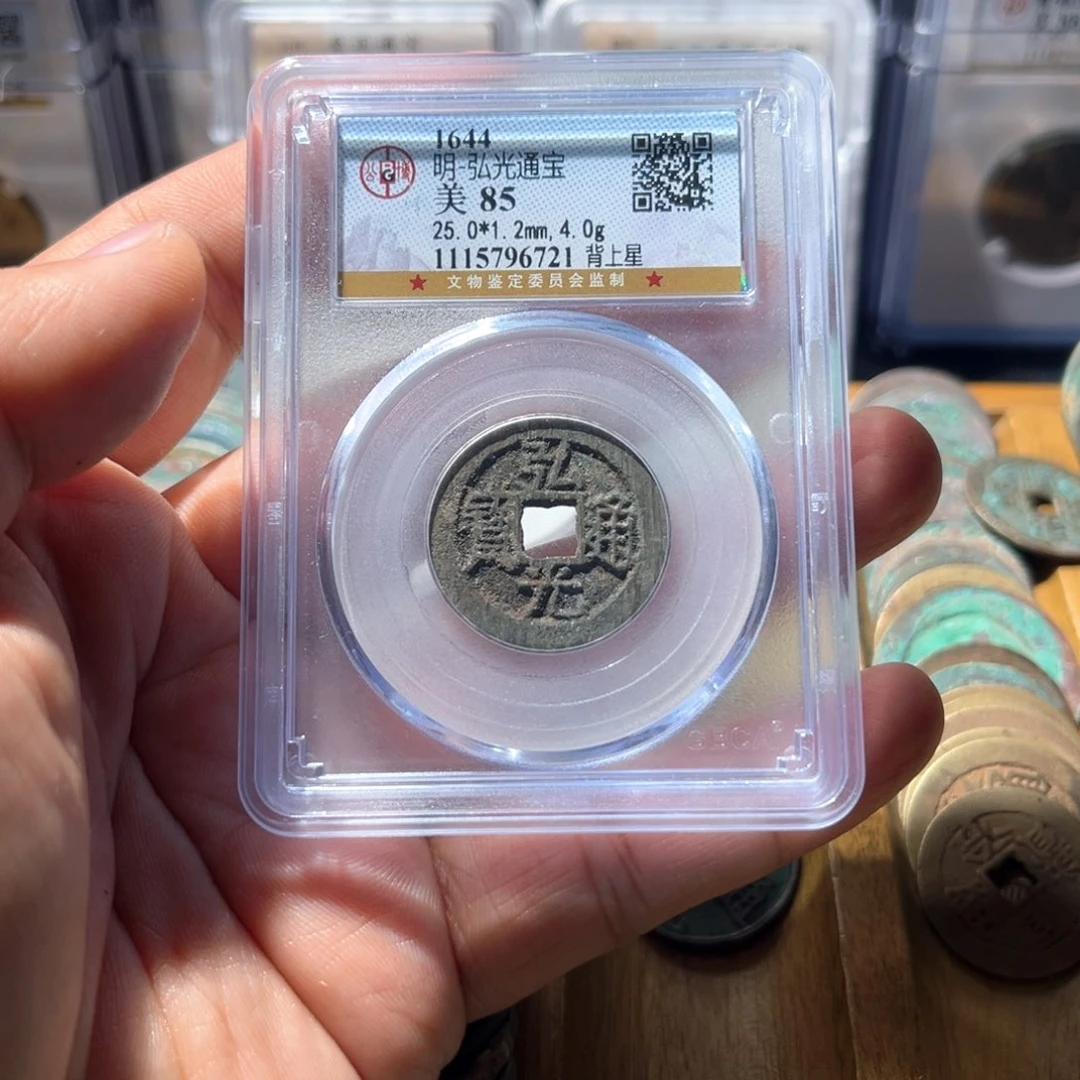 1644
明·弘光通宝
美 85
25.0*1.2mm, 4.0g
1115796721 背上星
★ 文物鉴定委员会监制 ★
弘光通寶
GBCA